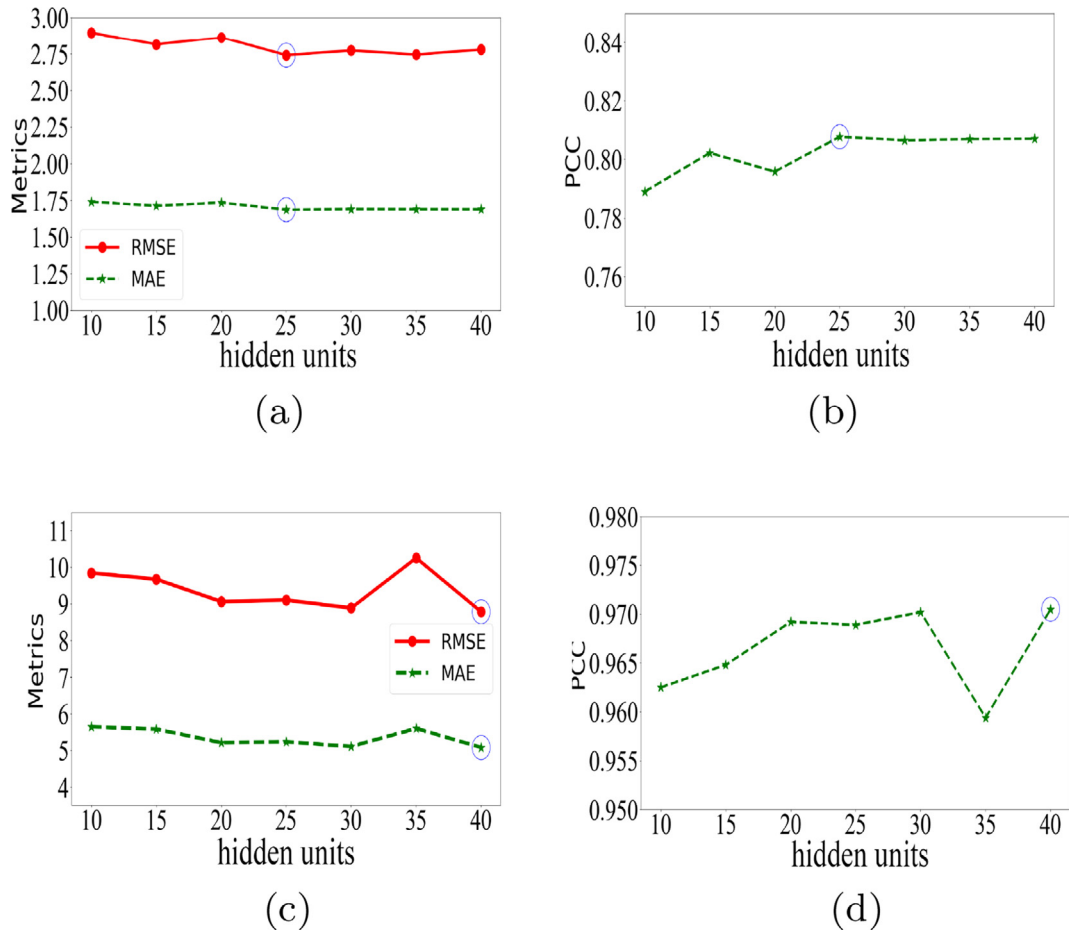 3.00
2.75
2.50
2.25
2.00
1.75
1.50
1.25
1.00
Metrics
RMSE
MAE
10 15 20 25 30 35 40
hidden units
(a)
0.84
0.82
0.80
0.78
0.76
PCC
10 15 20 25 30 35 40
hidden units
(b)
11
10
9
8
7
6
5
4
Metrics
RMSE
MAE
10 15 20 25 30 35 40
hidden units
(c)
0.980
0.975
0.970
0.965
0.960
0.955
0.950
PCC
10 15 20 25 30 35 40
hidden units
(d)